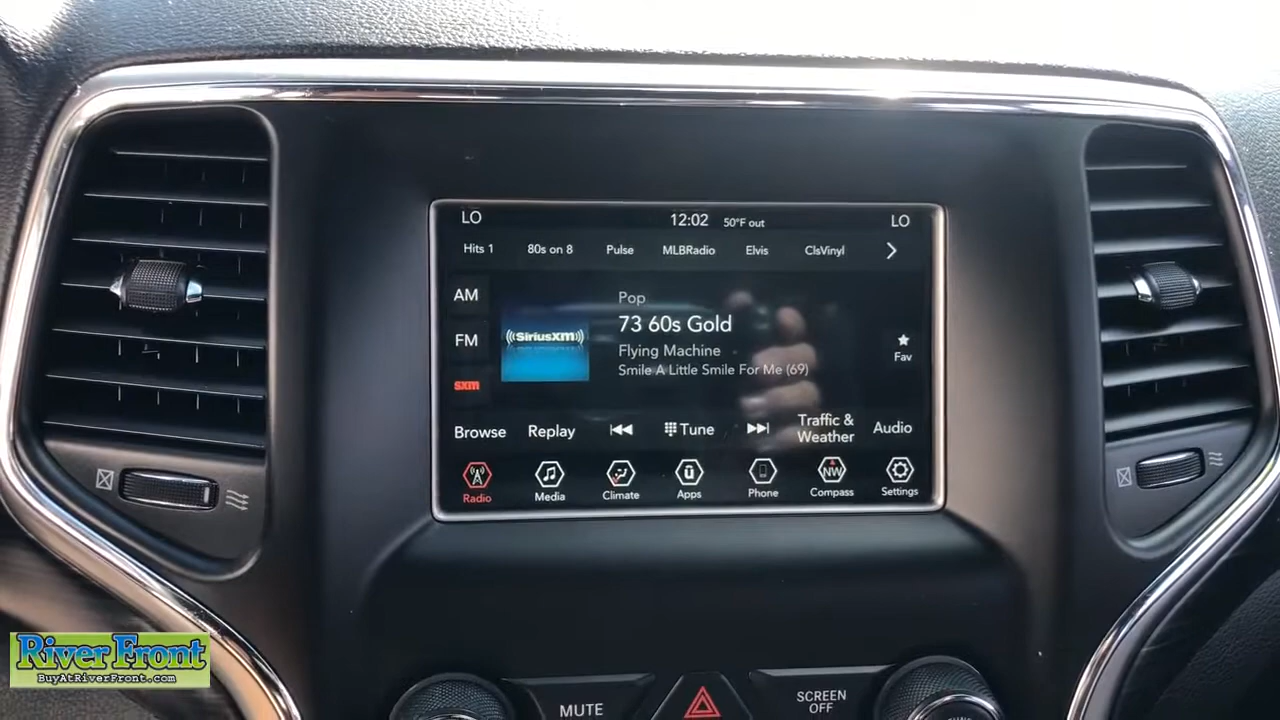 LO 12:02 50°F out LO
Hits 1 80s on 8 Pulse MLBRadio Elvis ClsVinyl
AM
FM
sxm
((SiriusXM))
Pop
73 60s Gold
Flying Machine
Smile A Little Smile For Me (69)
Fav
Browse Replay Tune Traffic & Weather Audio
Radio Media Climate Apps Phone NW Compass Settings
River Front
BuyAtRiverFront.com
MUTE
SCREEN
OFF